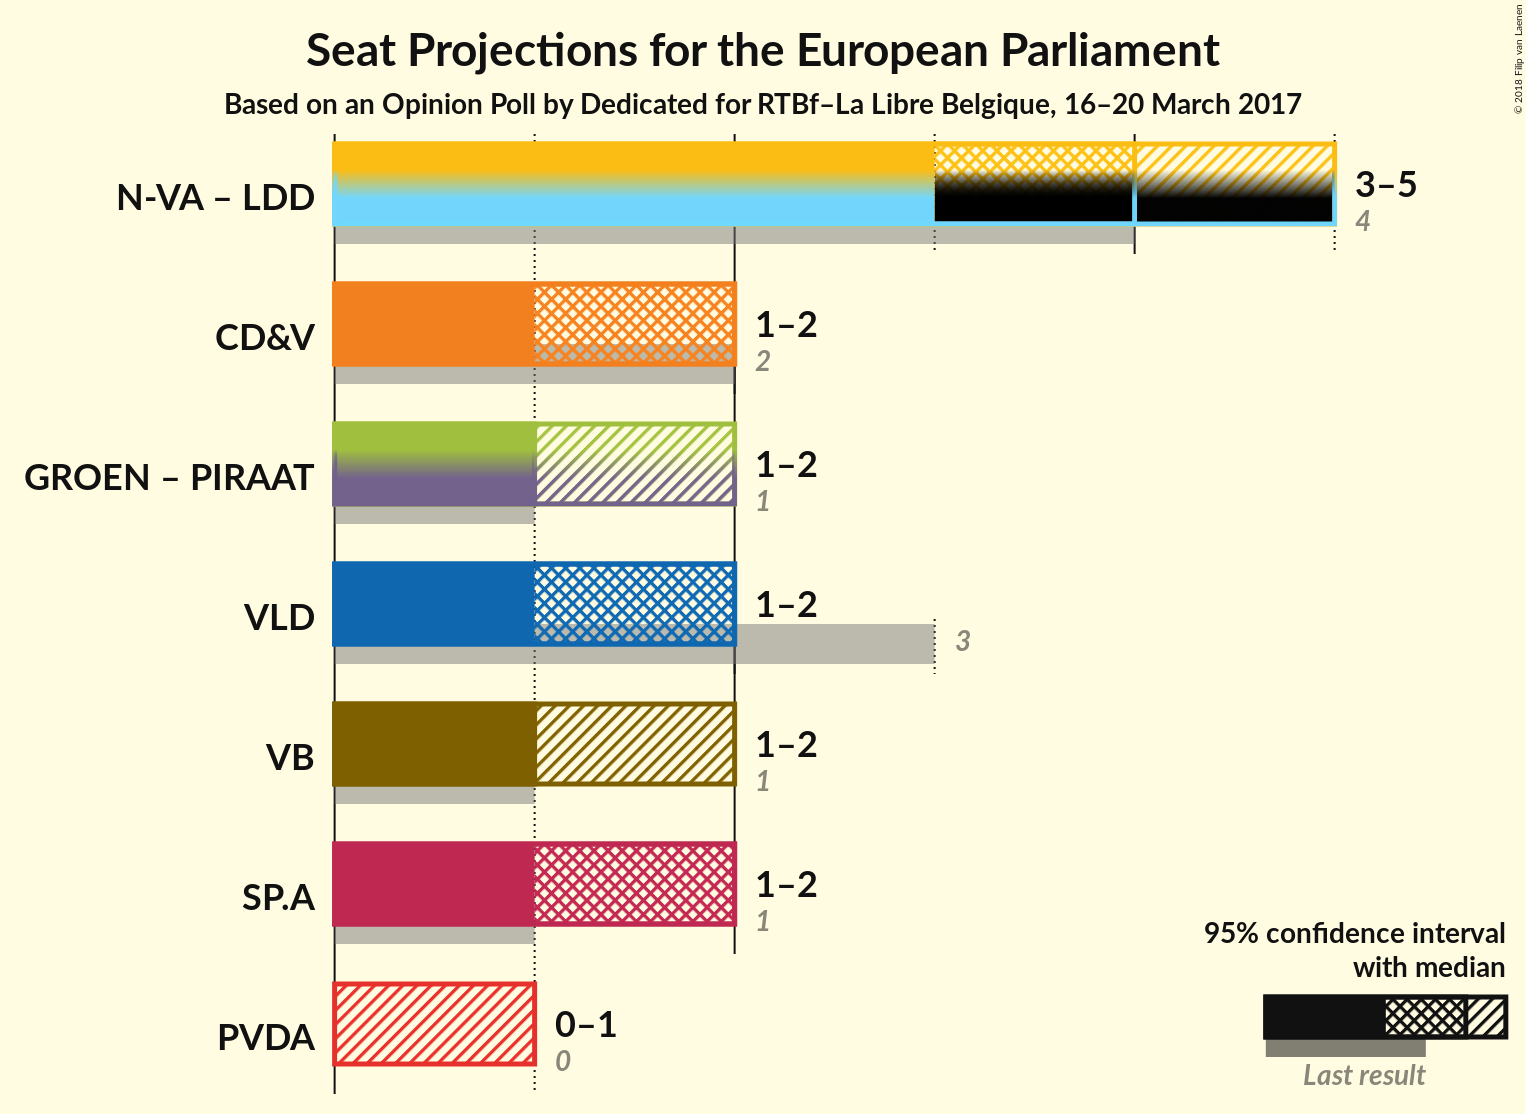 Seat Projections for the European Parliament
Based on an Opinion Poll by Dedicated for RTBf–La Libre Belgique, 16–20 March 2017
© 2018 Filip van Laenen
N-VA – LDD
3–5
4
CD&V
1–2
2
GROEN – PIRAAT
1–2
1
VLD
1–2
3
VB
1–2
1
SP.A
1–2
1
PVDA
0–1
0
95% confidence interval
with median
Last result